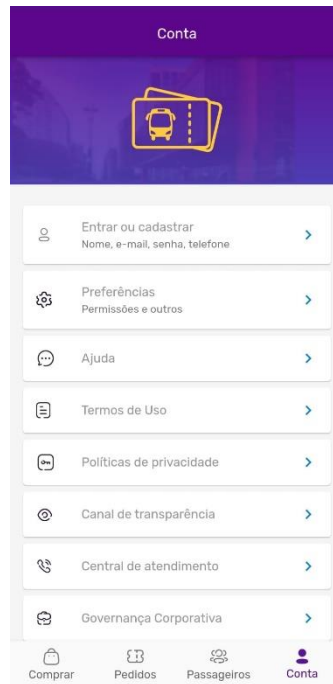 Conta
Entrar ou cadastrar
Nome, e-mail, senha, telefone
Preferências
Permissões e outros
Ajuda
Termos de Uso
Políticas de privacidade
Canal de transparência
Central de atendimento
Governança Corporativa
Comprar
Pedidos
Passageiros
Conta